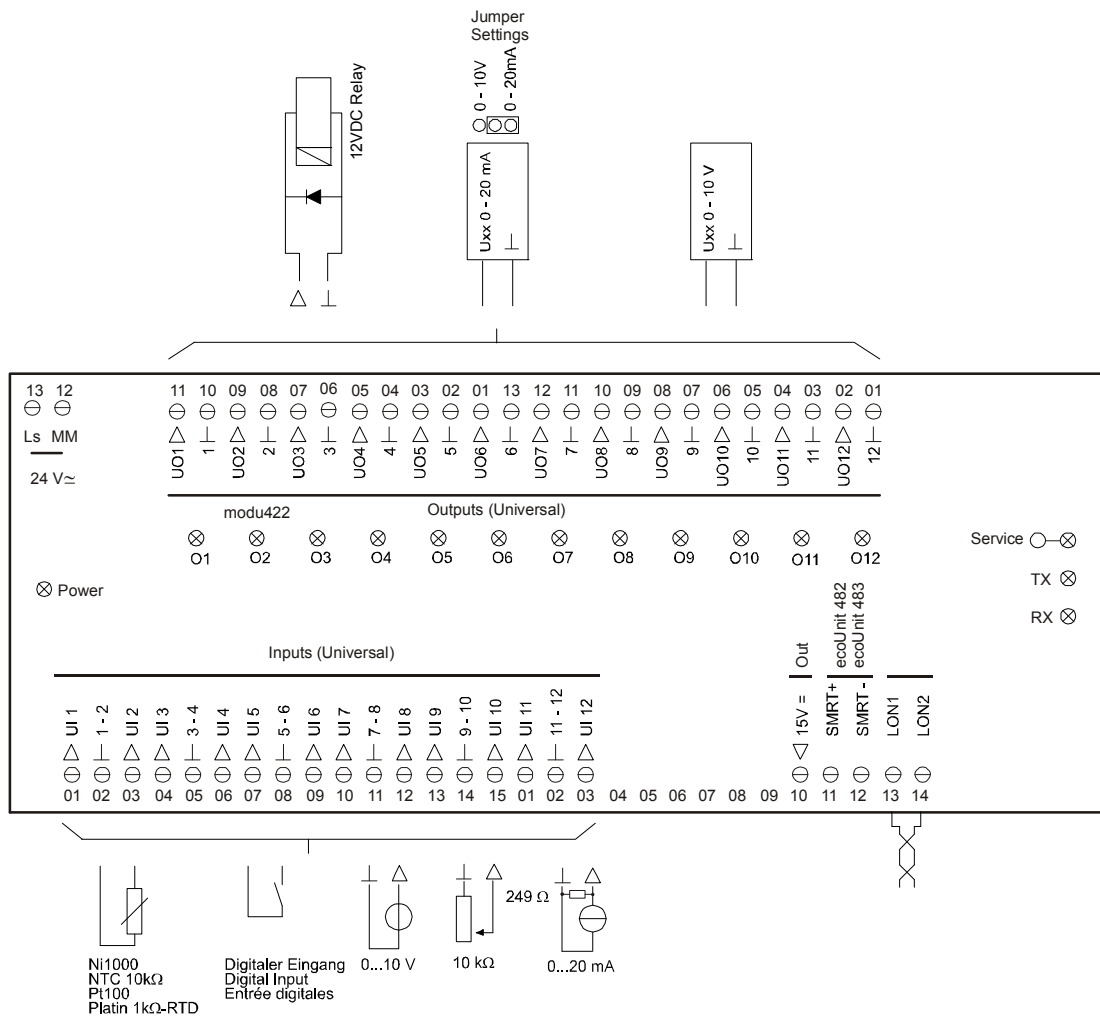 Jumper
Settings
0 - 10V
0 - 20mA
12VDC Relay
Uxx 0 - 20 mA
Uxx 0 - 10 V
13 12
11 10 09 08 07 06 05 04 03 02 01 13 12 11 10 09 08 07 06 05 04 03 02 01
Ls MM
24 V≃
UO1 1 UO2 2 UO3 3 UO4 4 UO5 5 UO6 6 UO7 7 UO8 8 UO9 9 UO10 10 UO11 11 UO12 12
modu422
Outputs (Universal)
O1 O2 O3 O4 O5 O6 O7 O8 O9 O10 O11 O12
Service
TX
RX
Power
Inputs (Universal)
Out
ecoUnit 482
ecoUnit 483
UI 1 1 - 2 UI 2 UI 3 3 - 4 UI 4 UI 5 5 - 6 UI 6 UI 7 7 - 8 UI 8 UI 9 9 - 10 UI 10 UI 11 11 - 12 UI 12
15V =
SMRT+
SMRT -
LON1
LON2
01 02 03 04 05 06 07 08 09 10 11 12 13 14 15 01 02 03 04 05 06 07 08 09 10 11 12 13 14
249 Ω
Ni1000
NTC 10kΩ
Pt100
Platin 1kΩ-RTD
Digitaler Eingang
Digital Input
Entrée digitales
0...10 V
10 kΩ
0...20 mA